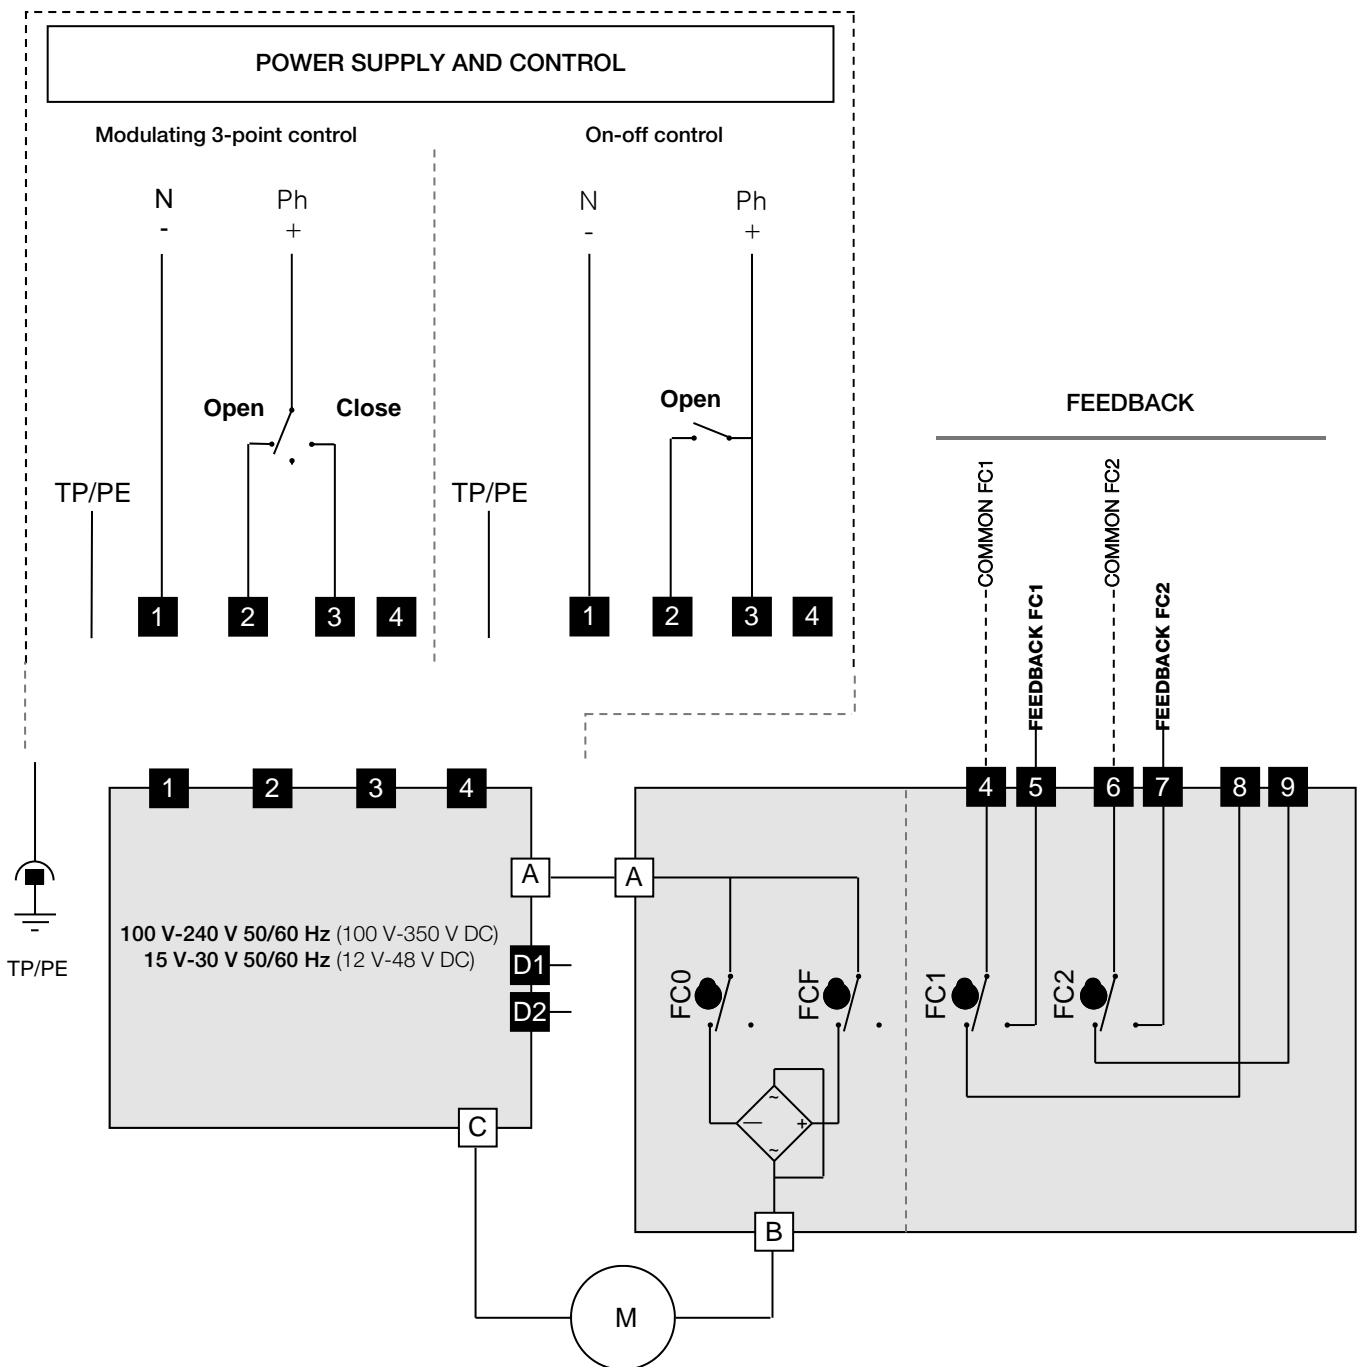 POWER SUPPLY AND CONTROL
Modulating 3-point control
On-off control
N
Ph
-
+
N
Ph
-
+
Open
Close
Open
TP/PE
TP/PE
1
2
3
4
1
2
3
4
FEEDBACK
COMMON FC1
FEEDBACK FC1
COMMON FC2
FEEDBACK FC2
1
2
3
4
4
5
6
7
8
9
A
A
100 V-240 V 50/60 Hz (100 V-350 V DC)
15 V-30 V 50/60 Hz (12 V-48 V DC)
D1
D2
TP/PE
FC0
FCF
FC1
FC2
~
—
+
~
C
B
M